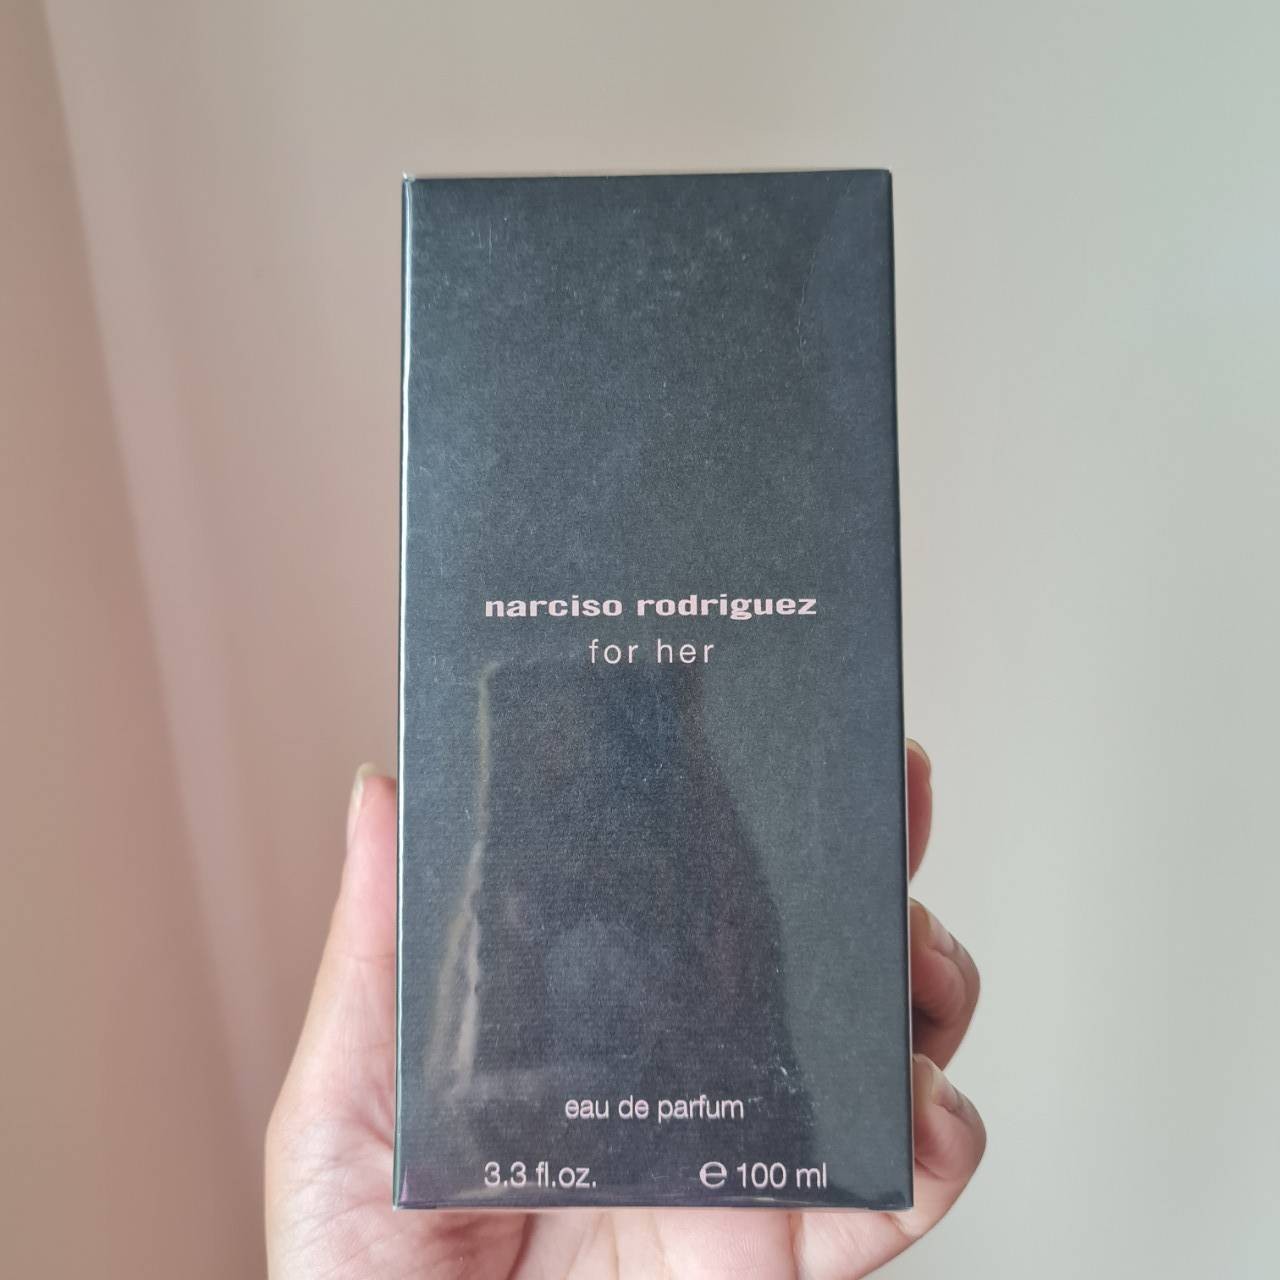 narciso rodriguez
for her
eau de parfum
3.3 fl.oz. ℮ 100 ml